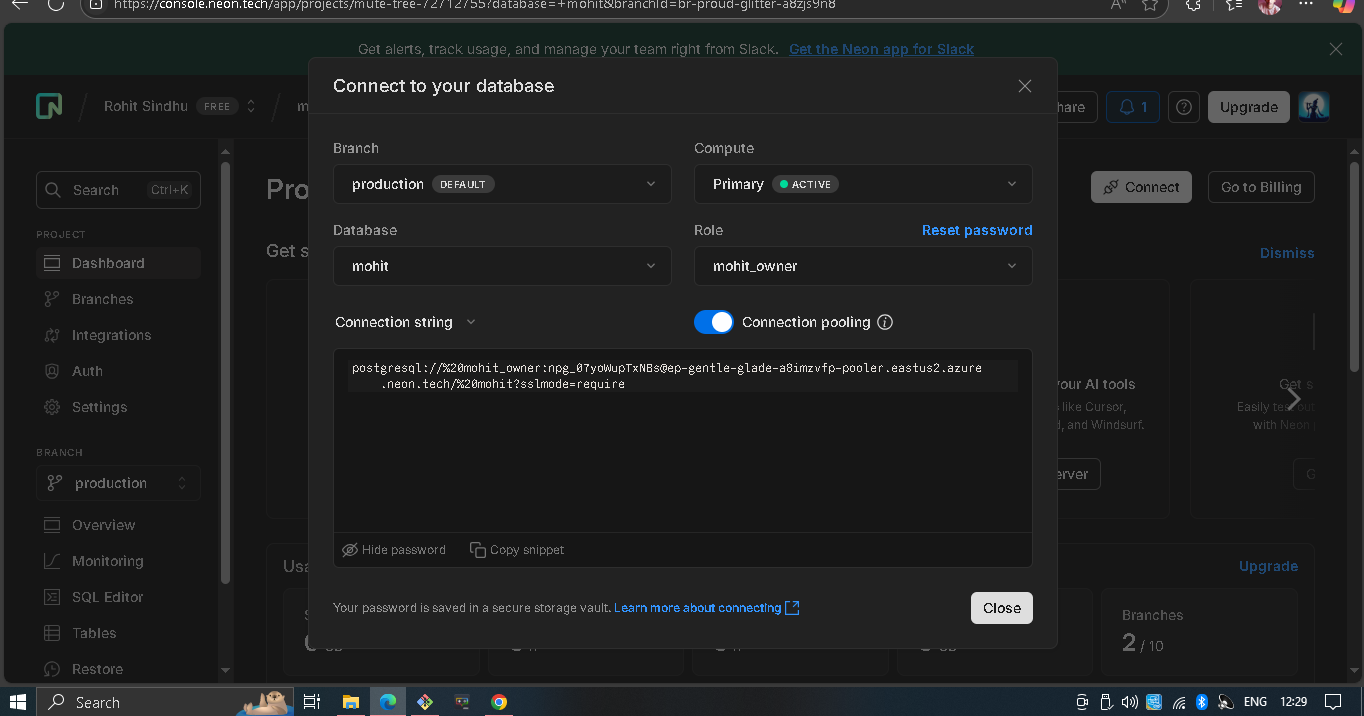 https://console.neon.tech/app/projects/mute-tree-72712755?database=+mohit&branchId=br-proud-glitter-a8zjs9n8
Get alerts, track usage, and manage your team right from Slack. Get the Neon app for Slack
Rohit Sindhu FREE
hare
1
Upgrade
Connect to your database
Search Ctrl+K
PROJECT
Dashboard
Branches
Integrations
Auth
Settings
BRANCH
production
Overview
Monitoring
SQL Editor
Tables
Restore
Pro
Connect
Go to Billing
Get s
Dismiss
Branch
production DEFAULT
Compute
Primary ACTIVE
Database
mohit
Role
Reset password
mohit_owner
Connection string
Connection pooling
postgresql://%20mohit_owner:npg_07yoWupTxNBs@ep-gentle-glade-a8imzvfp-pooler.eastus2.azure
.neon.tech/%20mohit?sslmode=require
Hide password
Copy snippet
Your password is saved in a secure storage vault. Learn more about connecting
Close
your AI tools
like Cursor,
, and Windsurf.
erver
Get s
Easily test out
with Neon
G
Usa
Upgrade
Branches
2 / 10
Search
ENG
12:29